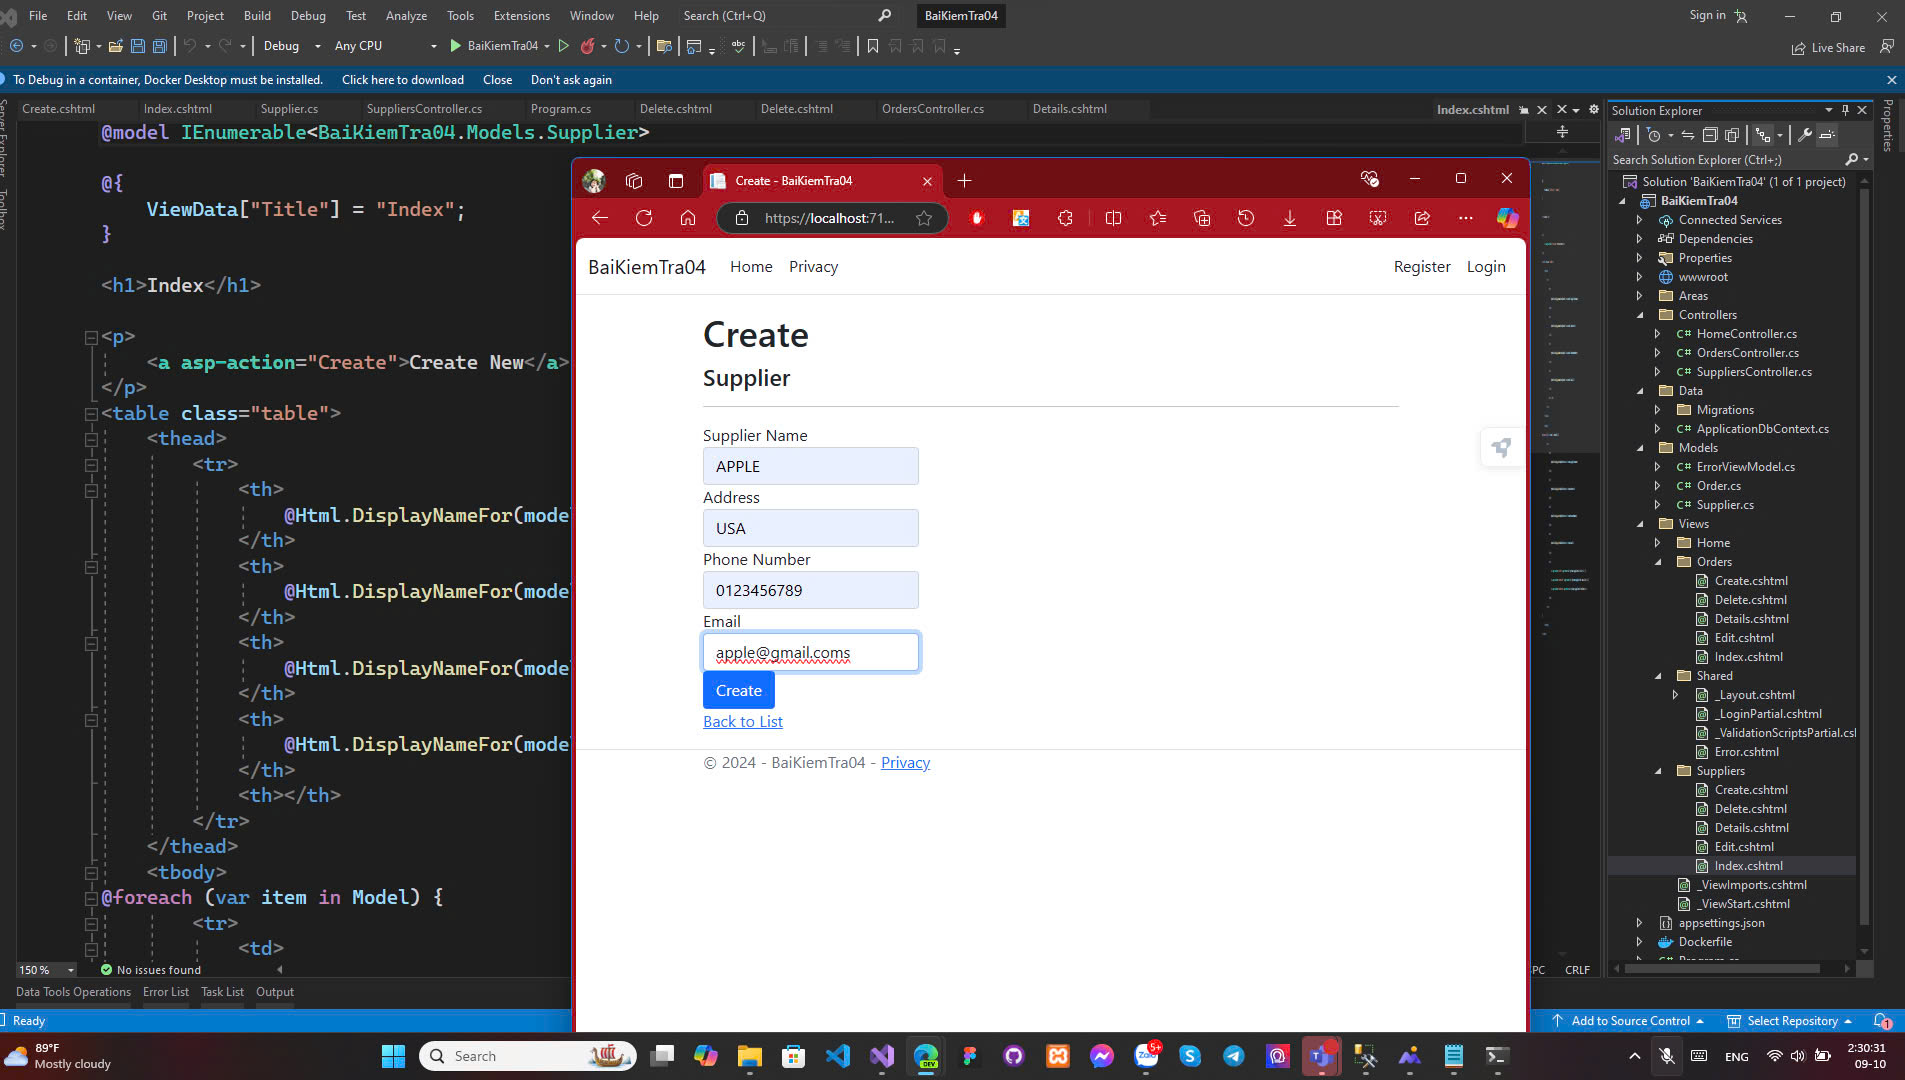 File Edit View Git Project Build Debug Test Analyze Tools Extensions Window Help Search (Ctrl+Q) BaiKiemTra04 Sign in
Debug Any CPU BaiKiemTra04 Live Share
To Debug in a container, Docker Desktop must be installed. Click here to download Close Don't ask again
Create.cshtml Index.cshtml Supplier.cs SuppliersController.cs Program.cs Delete.cshtml Delete.cshtml OrdersController.cs Details.cshtml Index.cshtml
Server Explorer
Toolbox
@model IEnumerable<BaiKiemTra04.Models.Supplier>
@{
ViewData["Title"] = "Index";
}
<h1>Index</h1>
<p>
<a asp-action="Create">Create New</a>
</p>
<table class="table">
<thead>
<tr>
<th>
@Html.DisplayNameFor(mode
</th>
<th>
@Html.DisplayNameFor(mode
</th>
<th>
@Html.DisplayNameFor(mode
</th>
<th>
@Html.DisplayNameFor(mode
</th>
<th></th>
</tr>
</thead>
<tbody>
@foreach (var item in Model) {
<tr>
<td>
150 % No issues found
SPC CRLF
Data Tools Operations Error List Task List Output
Ready
Add to Source Control Select Repository 1
Create - BaiKiemTra04
https://localhost:71...
BaiKiemTra04 Home Privacy Register Login
Create
Supplier
Supplier Name
APPLE
Address
USA
Phone Number
0123456789
Email
apple@gmail.coms
Create
Back to List
© 2024 - BaiKiemTra04 - Privacy
Solution Explorer
Properties
Search Solution Explorer (Ctrl+;)
Solution 'BaiKiemTra04' (1 of 1 project)
BaiKiemTra04
Connected Services
Dependencies
Properties
wwwroot
Areas
Controllers
C# HomeController.cs
C# OrdersController.cs
C# SuppliersController.cs
Data
Migrations
C# ApplicationDbContext.cs
Models
C# ErrorViewModel.cs
C# Order.cs
C# Supplier.cs
Views
Home
Orders
Create.cshtml
Delete.cshtml
Details.cshtml
Edit.cshtml
Index.cshtml
Shared
_Layout.cshtml
_LoginPartial.cshtml
_ValidationScriptsPartial.csh
Error.cshtml
Suppliers
Create.cshtml
Delete.cshtml
Details.cshtml
Edit.cshtml
Index.cshtml
_ViewImports.cshtml
_ViewStart.cshtml
appsettings.json
Dockerfile
C# Program.cs
89°F
Mostly cloudy
Search
DEV
Zalo
5+
ENG
2:30:31
09-10